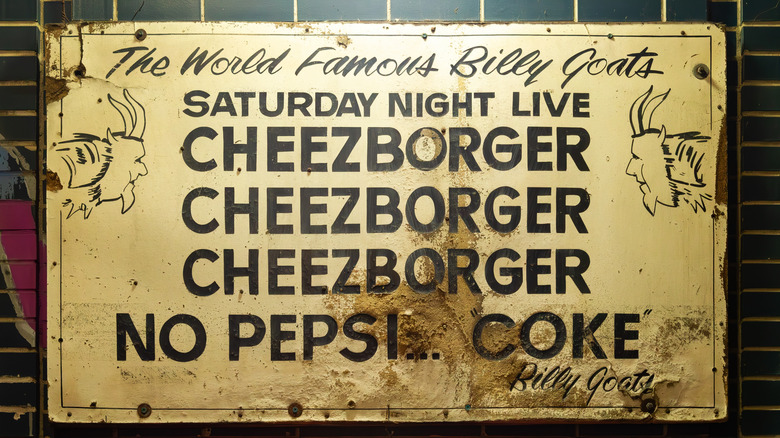 The World Famous Billy Goats
SATURDAY NIGHT LIVE
CHEEZBORGER
CHEEZBORGER
CHEEZBORGER
NO PEPSI... "COKE"
Billy Goats